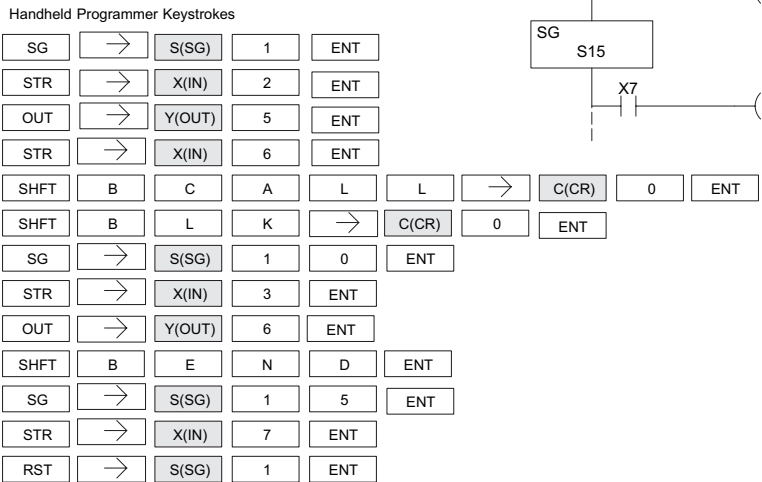 Handheld Programmer Keystrokes
SG → S(SG) 1 ENT
STR → X(IN) 2 ENT
OUT → Y(OUT) 5 ENT
STR → X(IN) 6 ENT
SHFT B C A L L → C(CR) 0 ENT
SHFT B L K → C(CR) 0 ENT
SG → S(SG) 1 0 ENT
STR → X(IN) 3 ENT
OUT → Y(OUT) 6 ENT
SHFT B E N D ENT
SG → S(SG) 1 5 ENT
STR → X(IN) 7 ENT
RST → S(SG) 1 ENT
SG
S15
X7